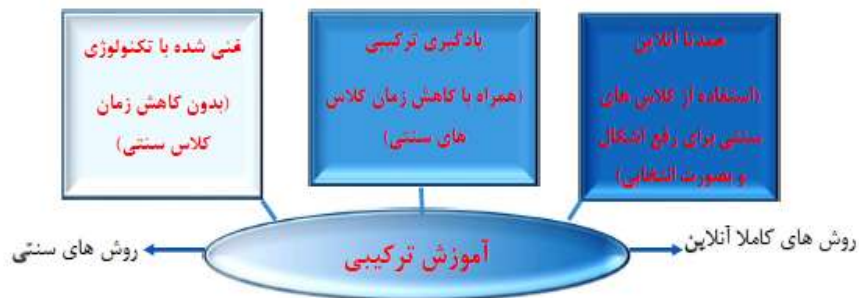 عمدتا آنلاین
(استفاده از کلاس های
سنتی برای رفع اشکال
و بصورت انتخابی)
یادگیری ترکیبی
(همراه با کاهش زمان کلاس
های سنتی)
غنی شده با تکنولوژی
(بدون کاهش زمان
کلاس سنتی)
روش های کاملا آنلاین
آموزش ترکیبی
روش های سنتی